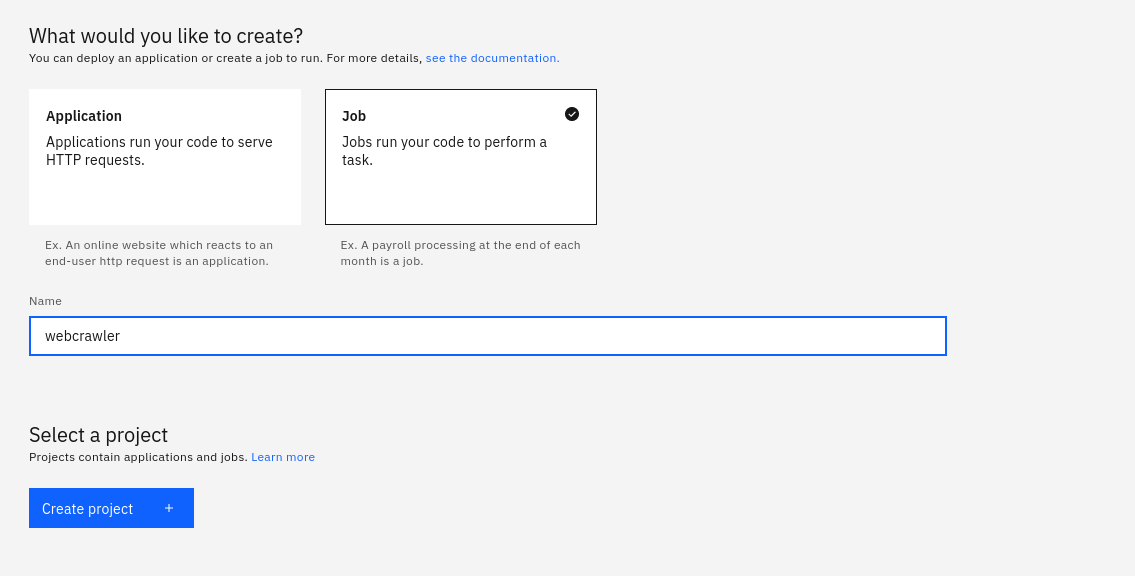 What would you like to create?
You can deploy an application or create a job to run. For more details, see the documentation.
Application
Applications run your code to serve
HTTP requests.
Job
Jobs run your code to perform a
task.
Ex. An online website which reacts to an
end-user http request is an application.
Ex. A payroll processing at the end of each
month is a job.
Name
webcrawler
Select a project
Projects contain applications and jobs. Learn more
Create project +